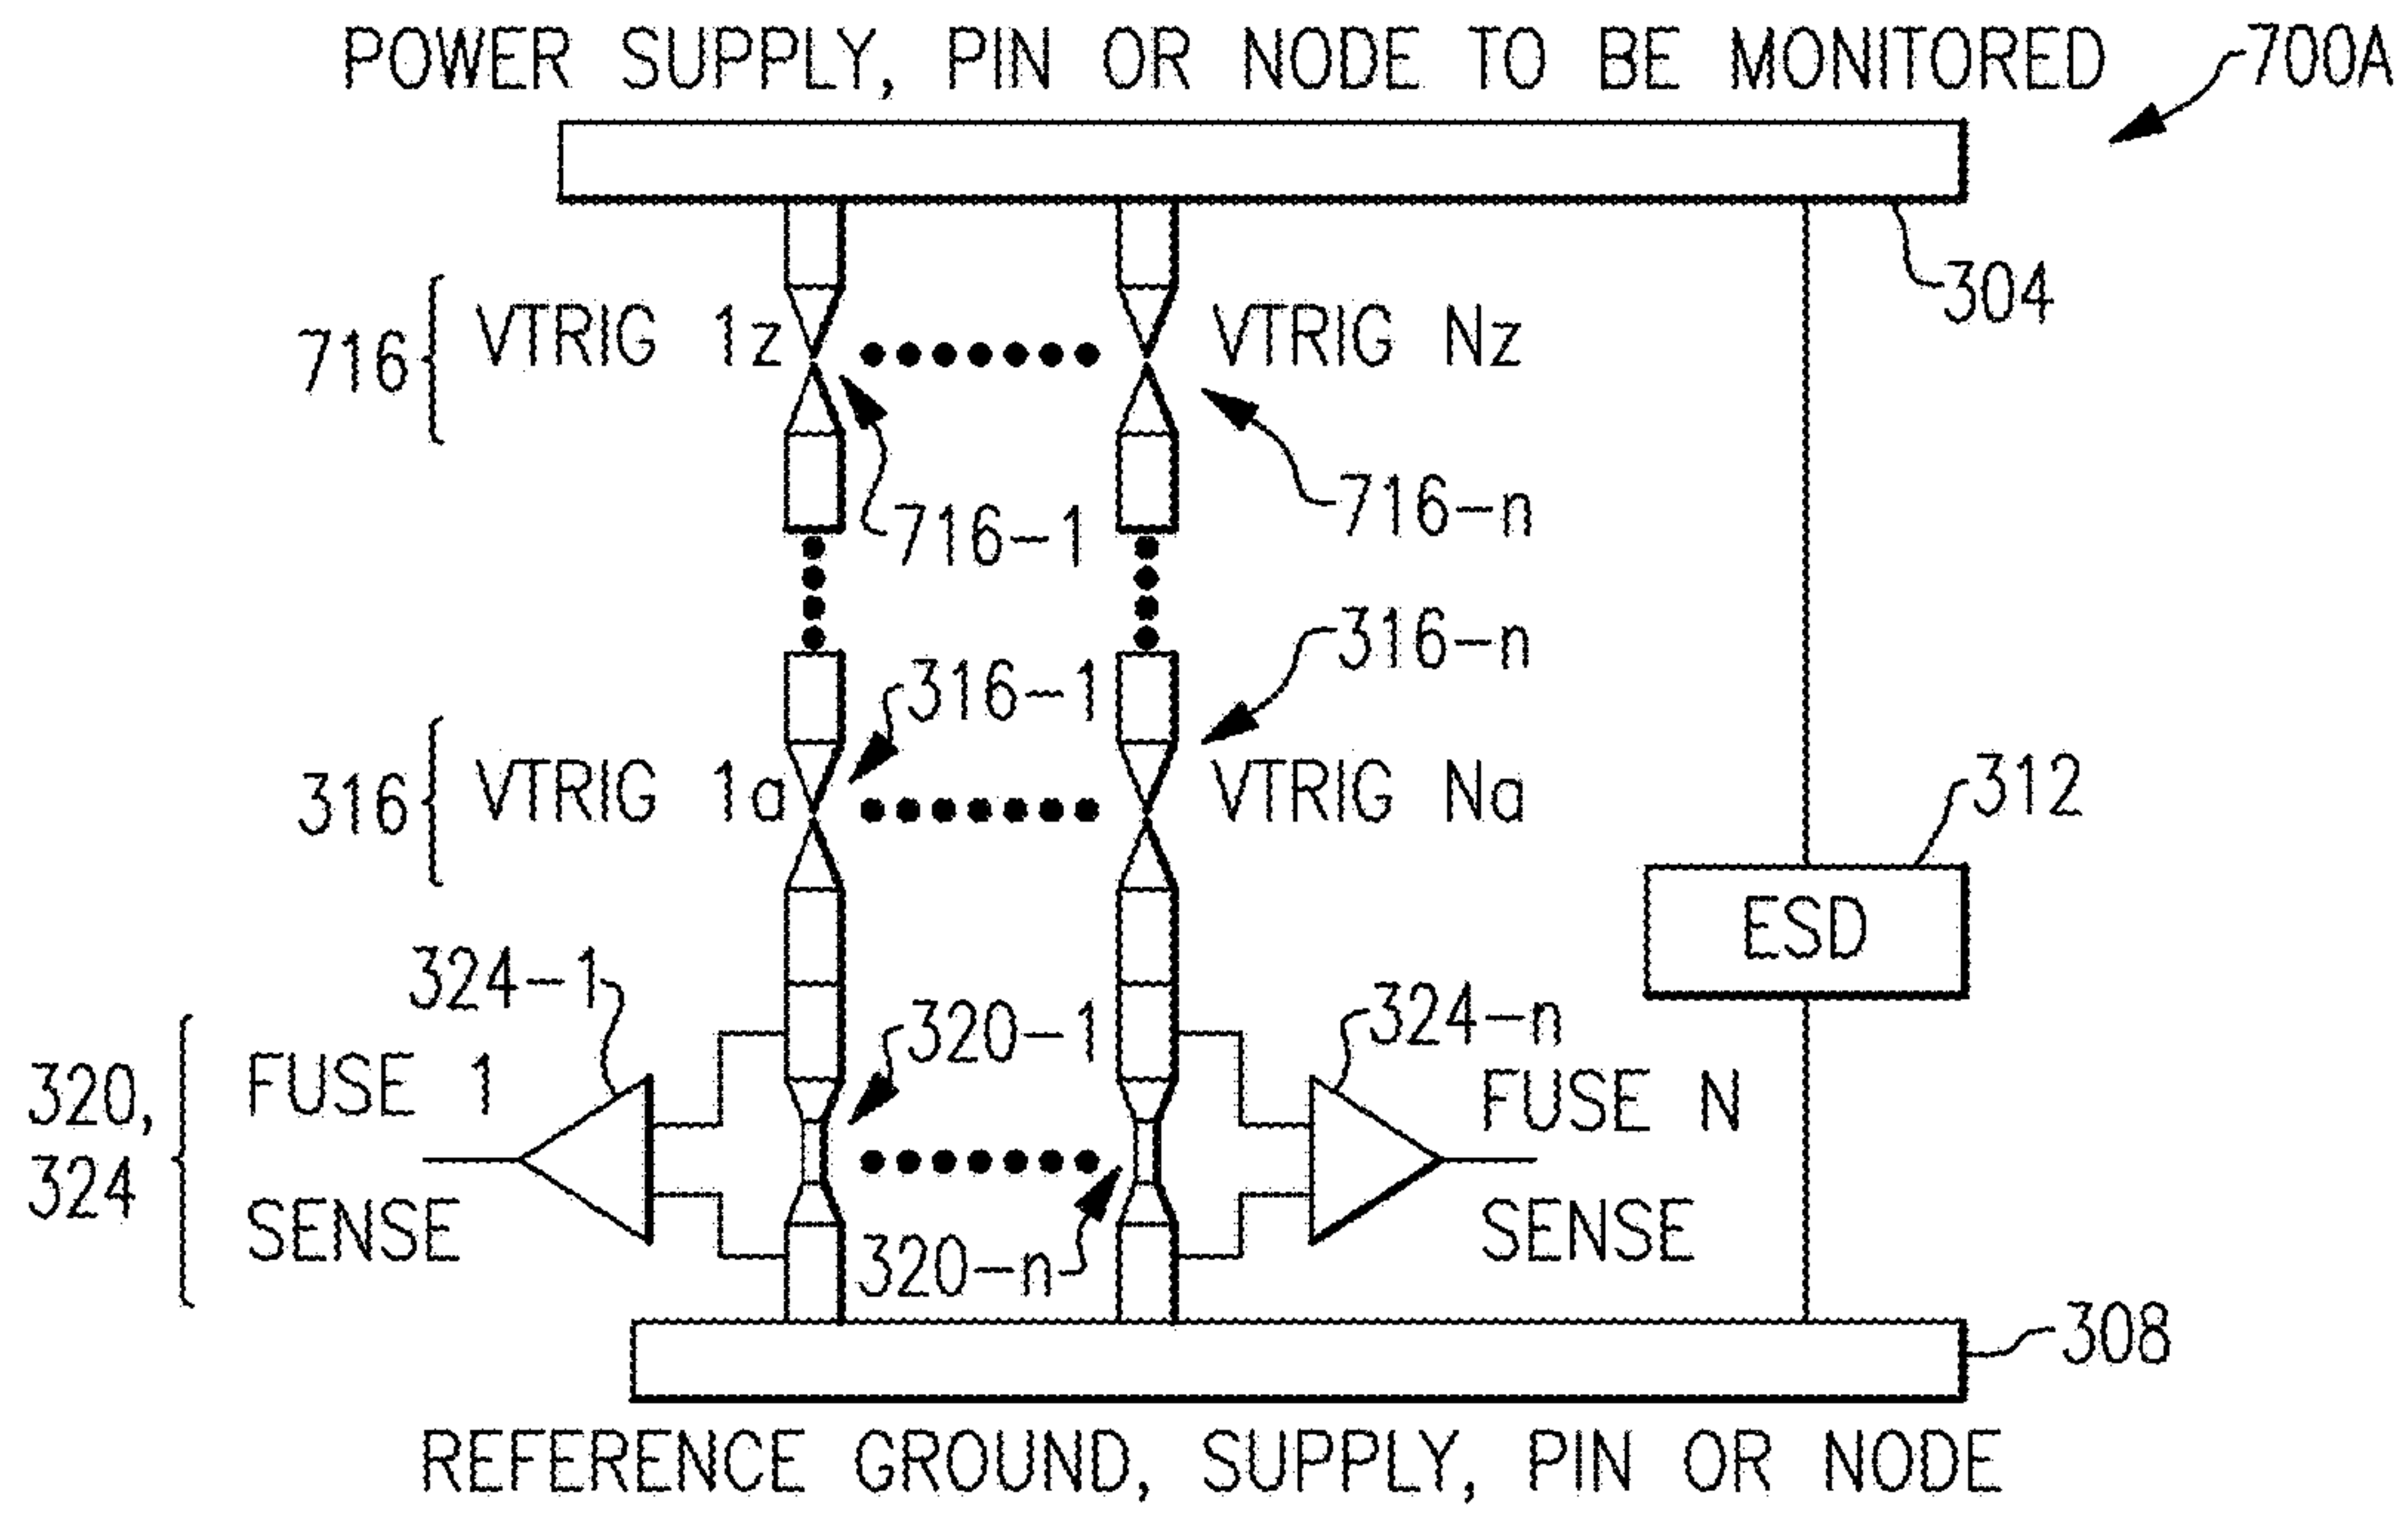 POWER SUPPLY, PIN OR NODE TO BE MONITORED
700A
304
716
VTRIG 1z
VTRIG Nz
716-1
716-n
316-n
316-1
316
VTRIG 1a
VTRIG Na
312
ESD
324-1
320-1
324-n
320,
324
FUSE 1
SENSE
FUSE N
SENSE
320-n
308
REFERENCE GROUND, SUPPLY, PIN OR NODE